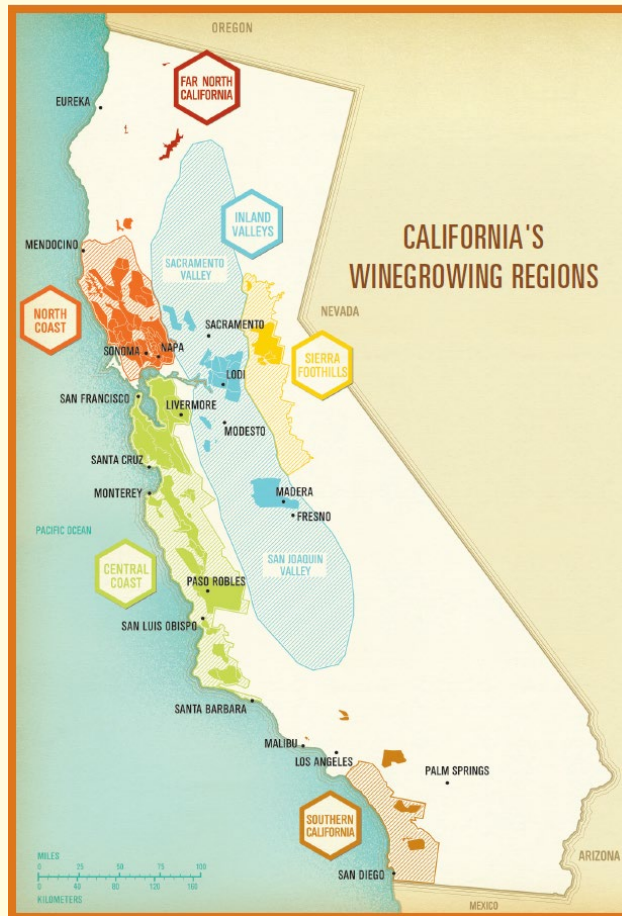 OREGON
FAR NORTH
CALIFORNIA
EUREKA
INLAND
VALLEYS
CALIFORNIA'S
WINEGROWING REGIONS
MENDOCINO
SACRAMENTO
VALLEY
NEVADA
NORTH
COAST
SACRAMENTO
SONOMA
NAPA
SIERRA
FOOTHILLS
LODI
SAN FRANCISCO
LIVERMORE
MODESTO
SANTA CRUZ
MONTEREY
MADERA
FRESNO
PACIFIC OCEAN
SAN JOAQUIN
VALLEY
CENTRAL
COAST
PASO ROBLES
SAN LUIS OBISPO
SANTA BARBARA
MALIBU
LOS ANGELES
PALM SPRINGS
SOUTHERN
CALIFORNIA
MILES
0 25 50 75 100
0 40 80 120 160
KILOMETERS
SAN DIEGO
ARIZONA
MEXICO